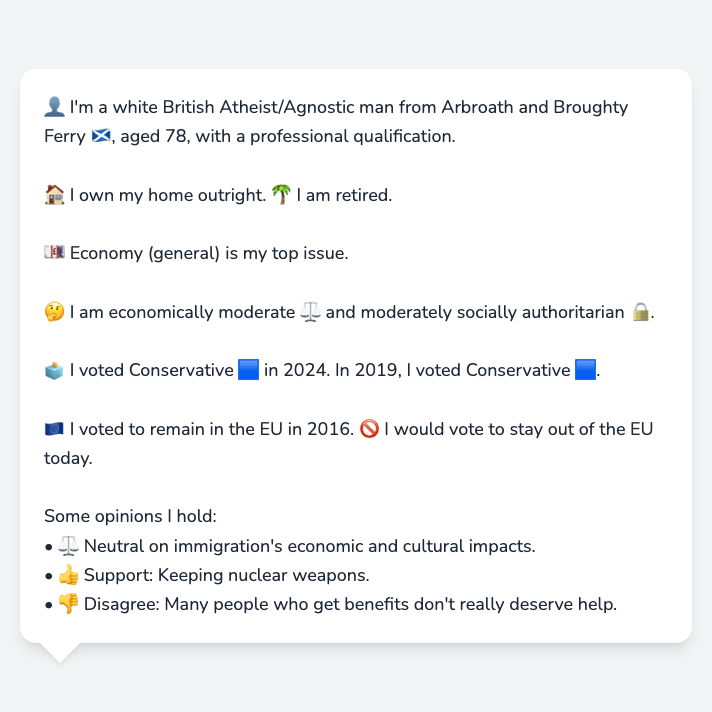 👤 I'm a white British Atheist/Agnostic man from Arbroath and Broughty
Ferry 🏴󠁧󠁢󠁳󠁣󠁴󠁿, aged 78, with a professional qualification.
🏠 I own my home outright. 🌴 I am retired.
💷 Economy (general) is my top issue.
🤔 I am economically moderate ⚖️ and moderately socially authoritarian 🔒.
🗳️ I voted Conservative 🟦 in 2024. In 2019, I voted Conservative 🟦.
🇪🇺 I voted to remain in the EU in 2016. 🚫 I would vote to stay out of the EU
today.
Some opinions I hold:
• ⚖️ Neutral on immigration's economic and cultural impacts.
• 👍 Support: Keeping nuclear weapons.
• 👎 Disagree: Many people who get benefits don't really deserve help.